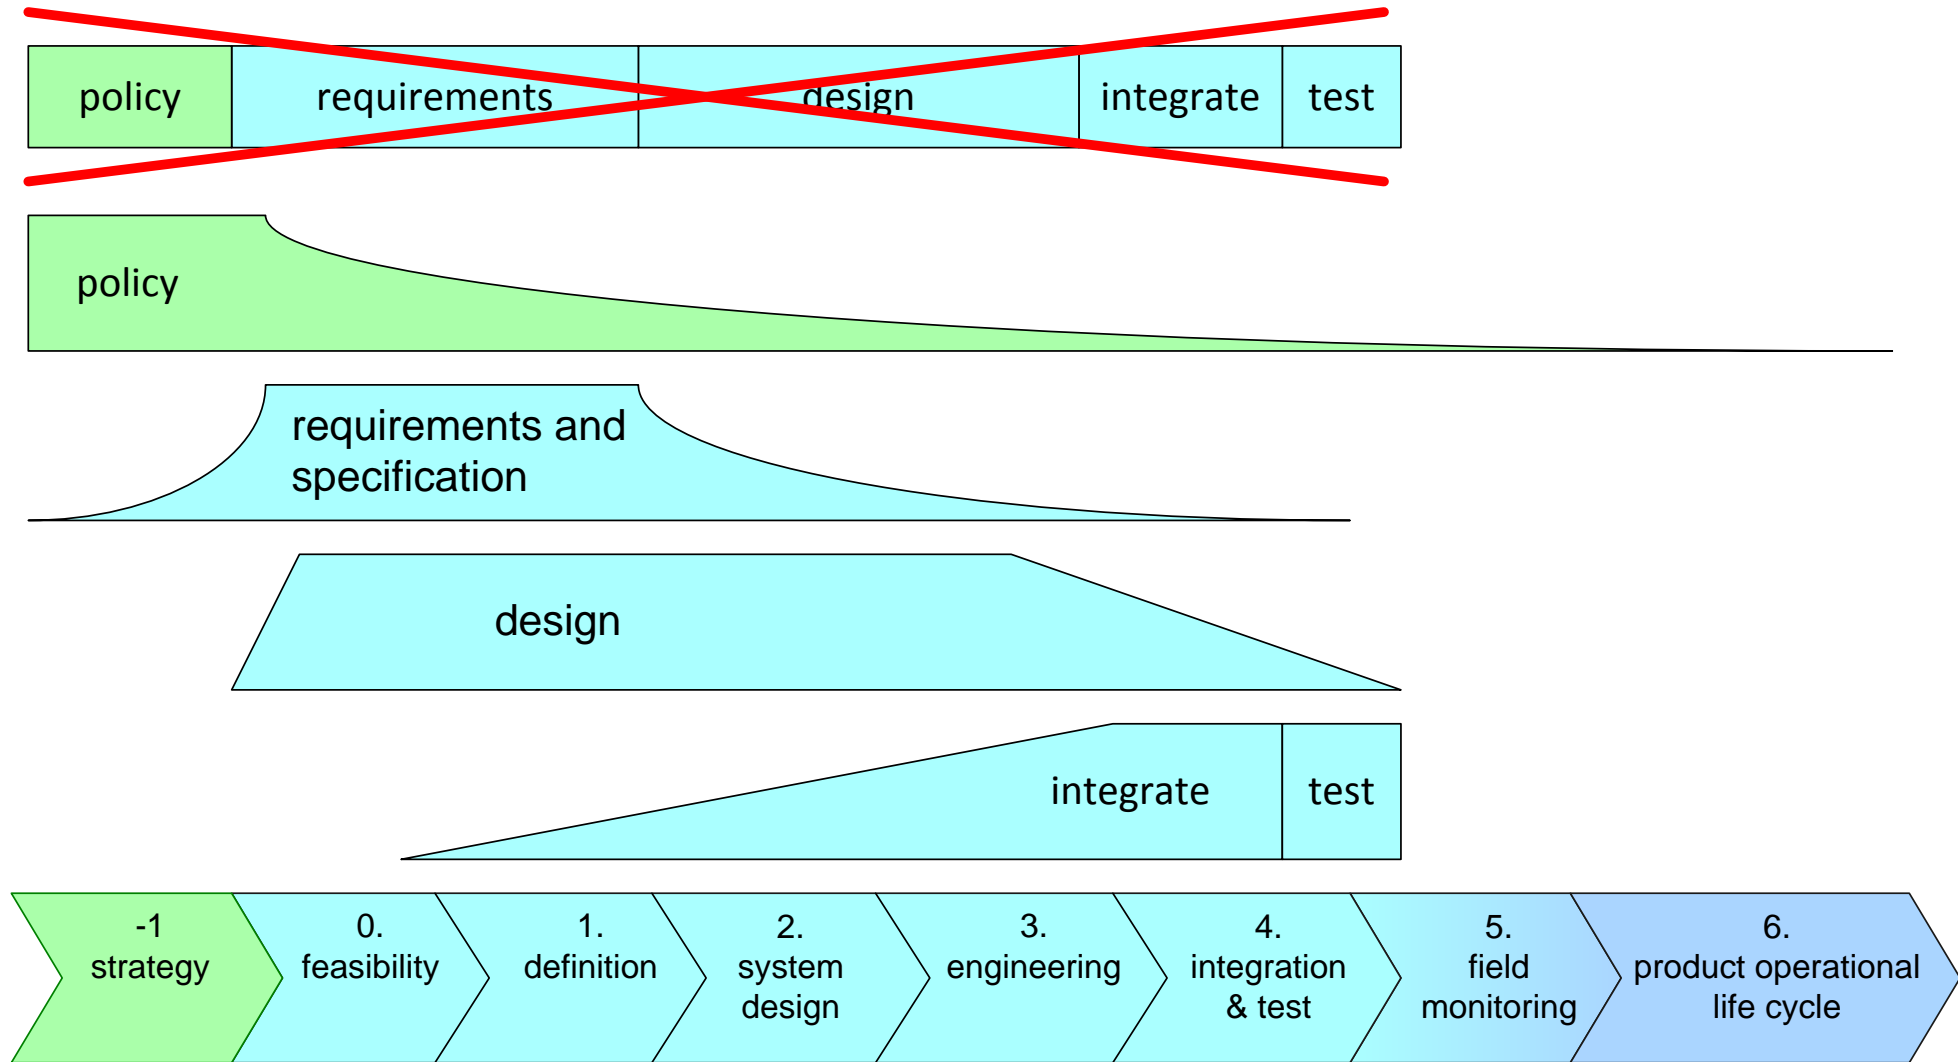 policy requirements design integrate test
policy
requirements and
specification
design
integrate test
-1
strategy
0.
feasibility
1.
definition
2.
system
design
3.
engineering
4.
integration
& test
5.
field
monitoring
6.
product operational
life cycle